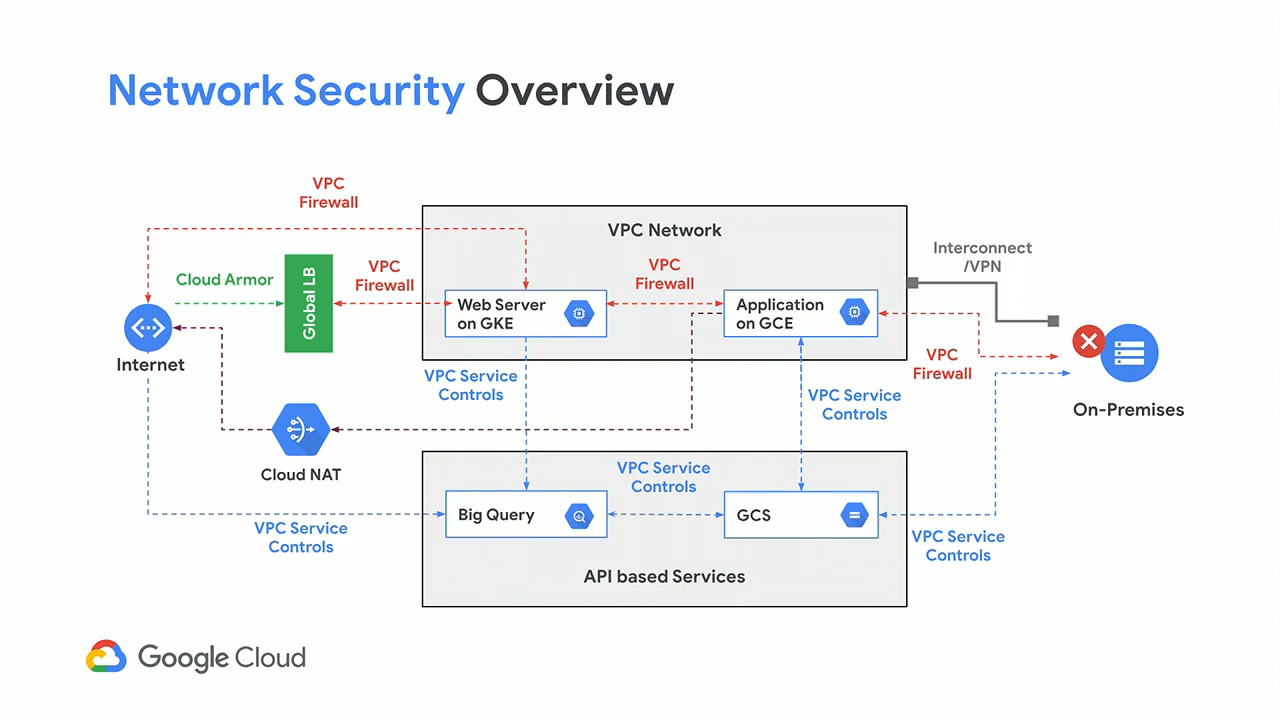 Network Security Overview
VPC
Firewall
VPC Network
Interconnect
/VPN
Cloud Armor
Global LB
VPC
Firewall
VPC
Firewall
Web Server
on GKE
Application
on GCE
Internet
VPC
Firewall
VPC Service
Controls
VPC Service
Controls
On-Premises
Cloud NAT
VPC Service
Controls
Big Query
GCS
VPC Service
Controls
VPC Service
Controls
API based Services
Google Cloud